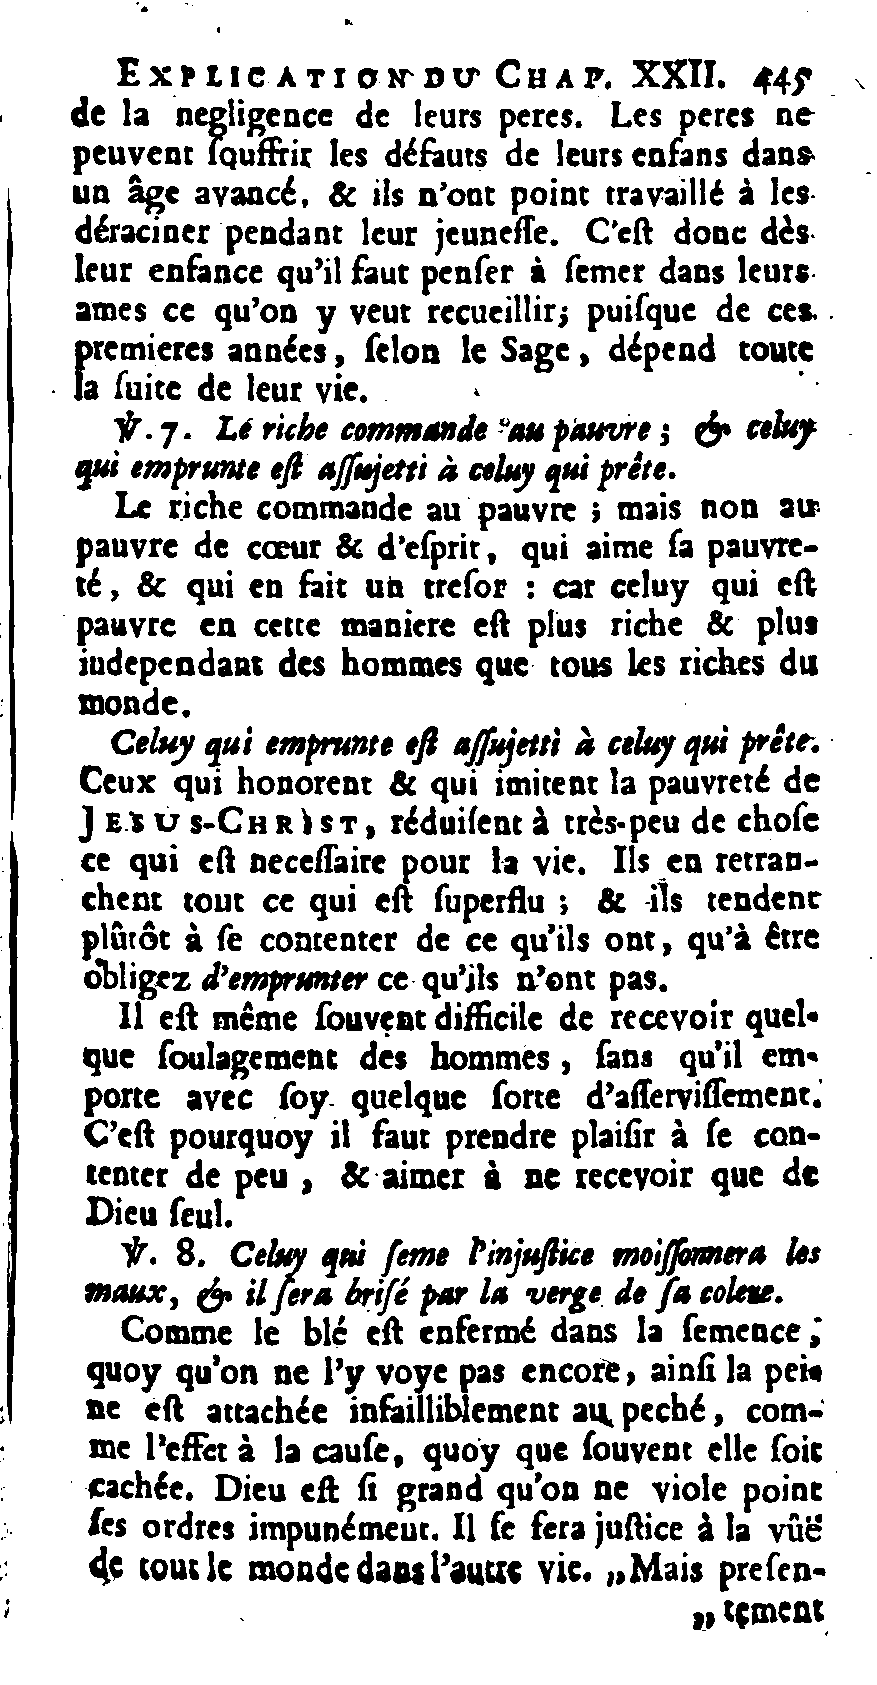 EXPLICATION DU CHAP. XXII. 445
de la negligence de leurs peres. Les peres ne
peuvent ſouffrir les défauts de leurs enfans dans
un âge avancé, & ils n'ont point travaillé à les
déraciner pendant leur jeuneſſe. C'eſt donc dès
leur enfance qu'il faut penſer à ſemer dans leurs
ames ce qu'on y veut recueillir; puiſque de ces
premieres années, ſelon le Sage, dépend toute
la ſuite de leur vie.
℣. 7. Le riche commande au pauvre; & celuy
qui emprunte eſt aſſujetti à celuy qui prête.
Le riche commande au pauvre; mais non au
pauvre de cœur & d'eſprit, qui aime ſa pauvre-
té, & qui en fait un treſor : car celuy qui eſt
pauvre en cette maniere eſt plus riche & plus
independant des hommes que tous les riches du
monde.
Celuy qui emprunte eſt aſſujetti à celuy qui prête.
Ceux qui honorent & qui imitent la pauvreté de
JESUS-CHRIST, réduiſent à très-peu de choſe
ce qui eſt neceſſaire pour la vie. Ils en retran-
chent tout ce qui eſt ſuperflu ; & ils tendent
plûtôt à ſe contenter de ce qu'ils ont, qu'à être
obligez d'emprunter ce qu'ils n'ont pas.
Il eſt même ſouvent difficile de recevoir quel-
que ſoulagement des hommes, ſans qu'il em-
porte avec ſoy quelque ſorte d'aſſerviſſement.
C'eſt pourquoy il faut prendre plaiſir à ſe con-
tenter de peu, & aimer à ne recevoir que de
Dieu ſeul.
℣. 8. Celuy qui ſeme l'injuſtice moiſſonnera les
maux, & il ſera briſé par la verge de ſa colere.
Comme le blé eſt enfermé dans la ſemence,
quoy qu'on ne l'y voye pas encore, ainſi la pei-
ne eſt attachée infailliblement au peché, com-
me l'effet à la cauſe, quoy que ſouvent elle ſoit
cachée. Dieu eſt ſi grand qu'on ne viole point
ſes ordres impunément. Il ſe fera juſtice à la vûë
de tout le monde dans l'autre vie. „Mais preſen-
„tement